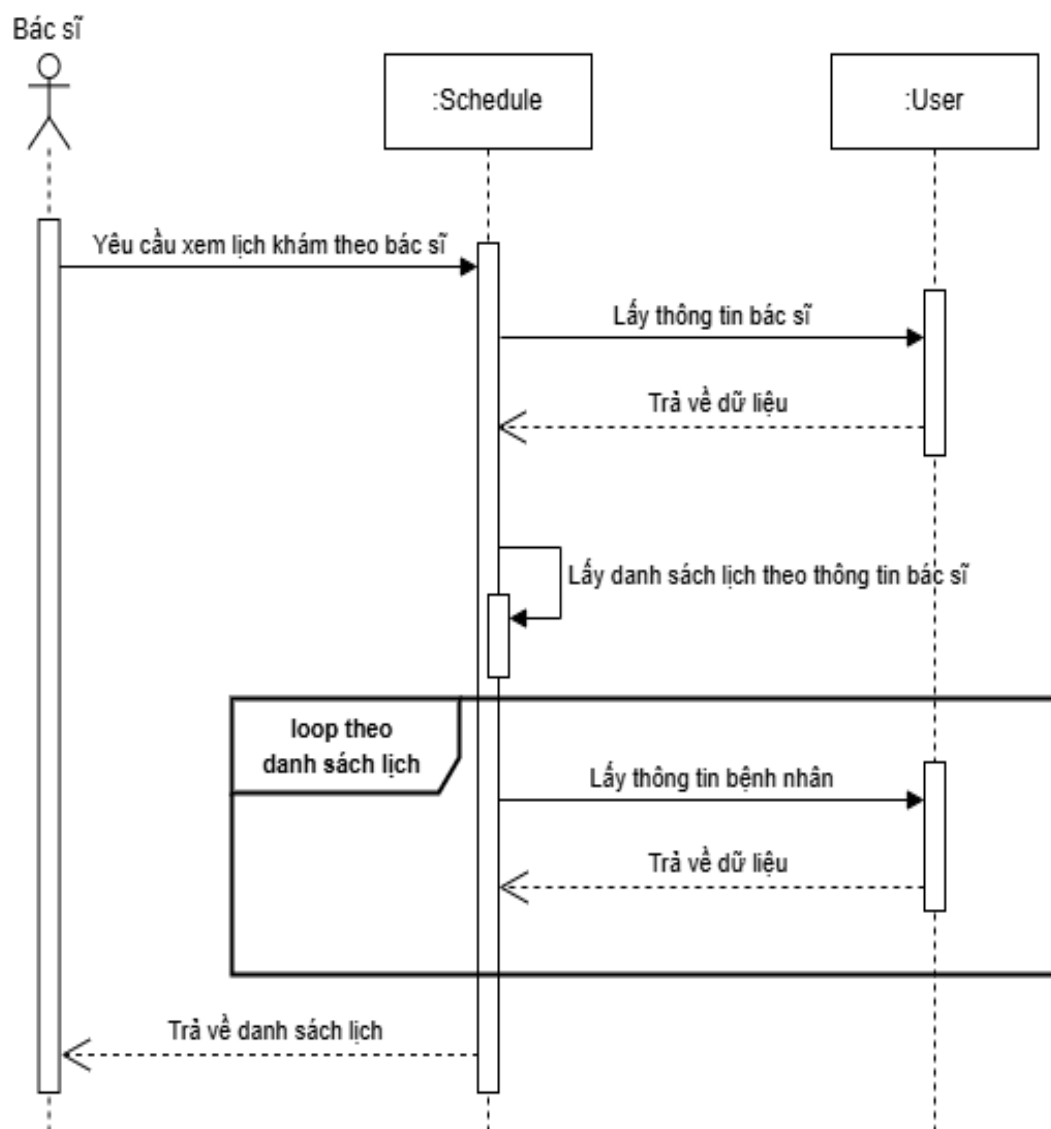 Bác sĩ
:Schedule
:User
Yêu cầu xem lịch khám theo bác sĩ
Lấy thông tin bác sĩ
Trả về dữ liệu
Lấy danh sách lịch theo thông tin bác sĩ
loop theo
danh sách lịch
Lấy thông tin bệnh nhân
Trả về dữ liệu
Trả về danh sách lịch